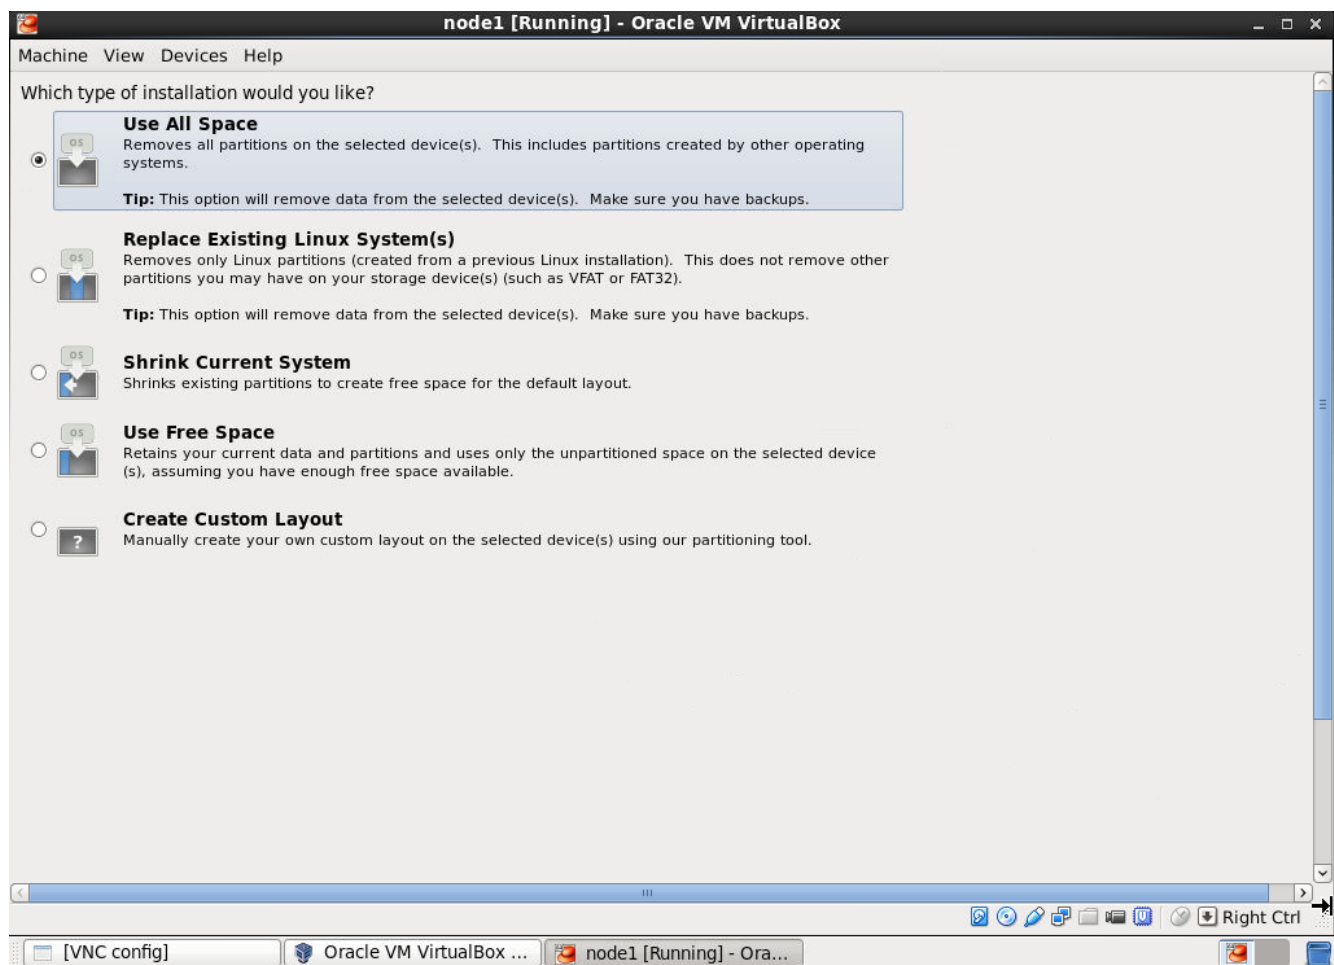 node1 [Running] - Oracle VM VirtualBox
Machine View Devices Help
Which type of installation would you like?
OS
Use All Space
Removes all partitions on the selected device(s). This includes partitions created by other operating
systems.
Tip: This option will remove data from the selected device(s). Make sure you have backups.
OS
Replace Existing Linux System(s)
Removes only Linux partitions (created from a previous Linux installation). This does not remove other
partitions you may have on your storage device(s) (such as VFAT or FAT32).
Tip: This option will remove data from the selected device(s). Make sure you have backups.
OS
Shrink Current System
Shrinks existing partitions to create free space for the default layout.
OS
Use Free Space
Retains your current data and partitions and uses only the unpartitioned space on the selected device
(s), assuming you have enough free space available.
?
Create Custom Layout
Manually create your own custom layout on the selected device(s) using our partitioning tool.
Right Ctrl
[VNC config] Oracle VM VirtualBox ... node1 [Running] - Ora...